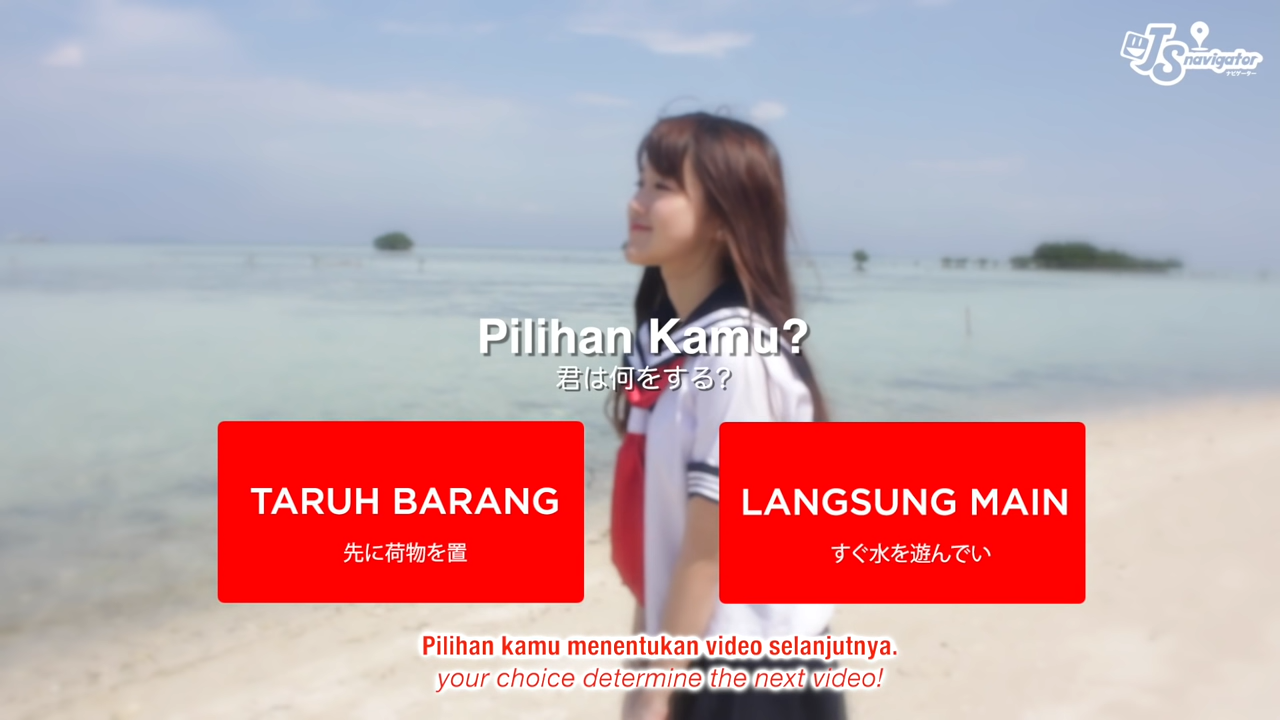 JS navigator
ナビゲーター
Pilihan Kamu?
君は何をする?
TARUH BARANG
先に荷物を置
LANGSUNG MAIN
すぐ水を遊んでい
Pilihan kamu menentukan video selanjutnya.
your choice determine the next video!